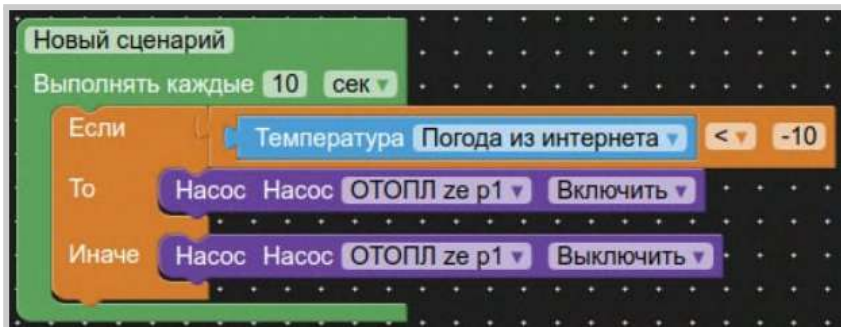 Новый сценарий
Выполнять каждые 10 сек
Если Температура Погода из интернета < -10
То Насос Насос ОТОПЛ ze p1 Включить
Иначе Насос Насос ОТОПЛ ze p1 Выключить